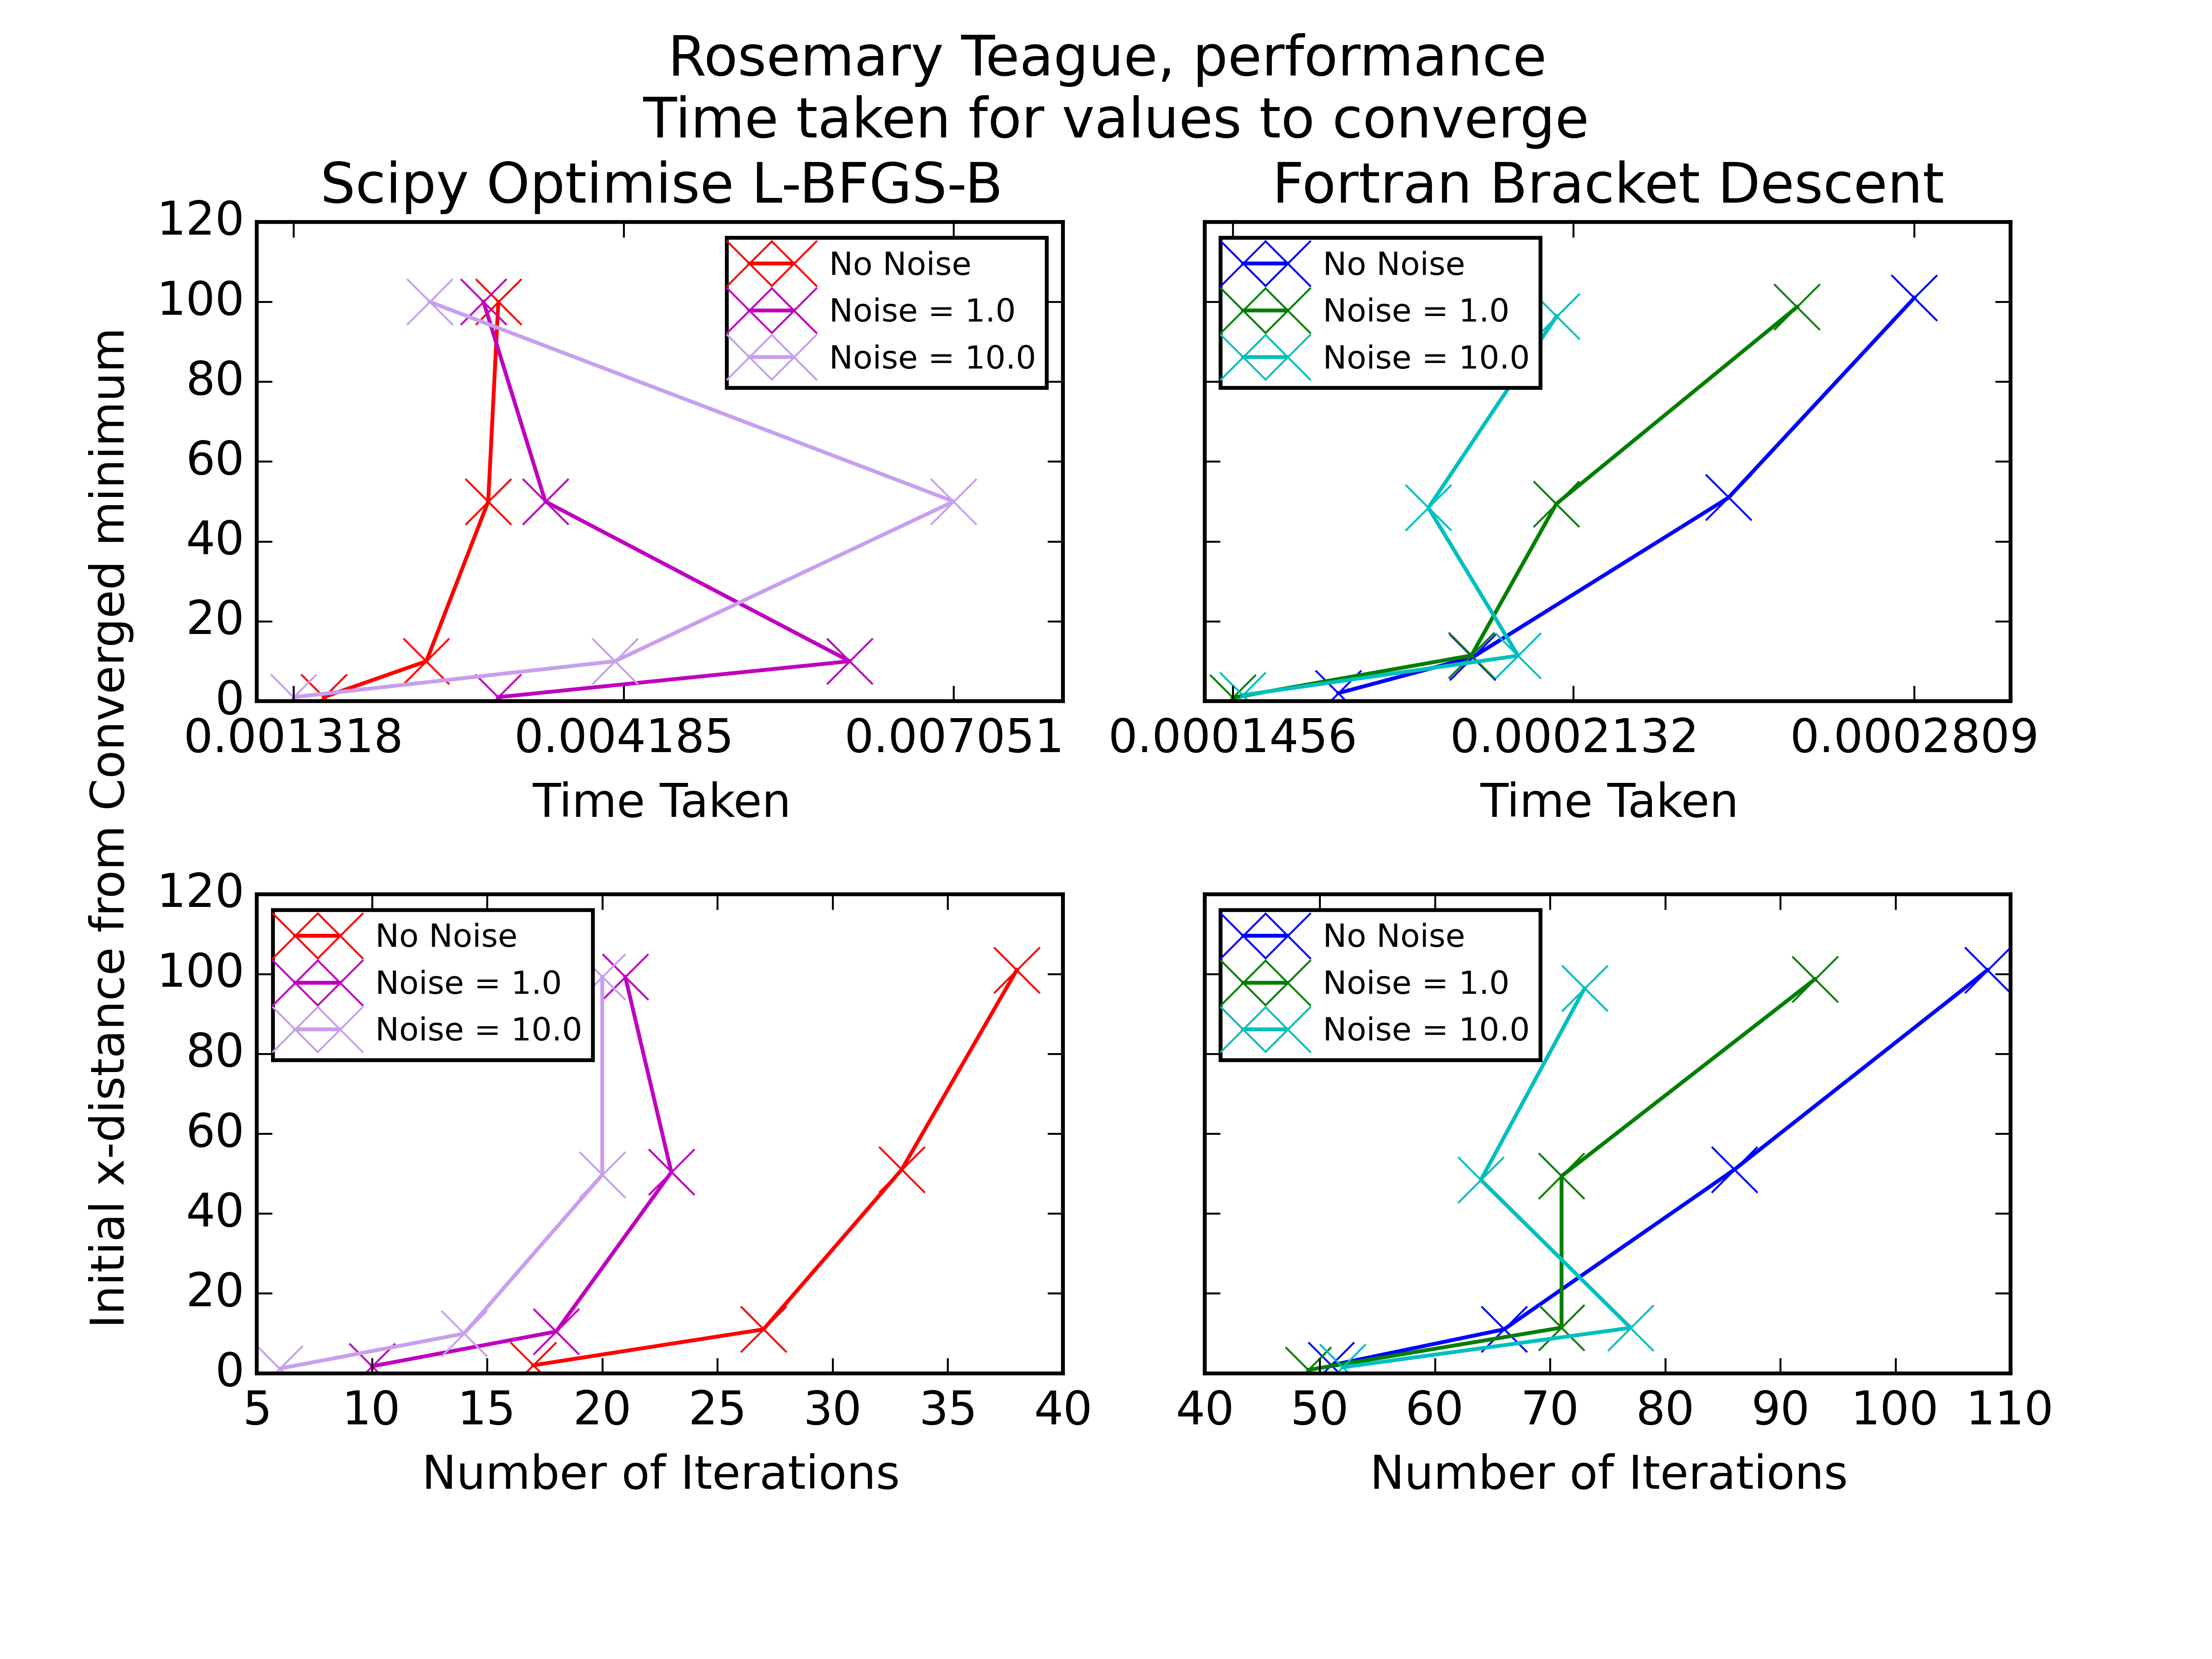 Rosemary Teague, performance
Time taken for values to converge
Scipy Optimise L-BFGS-B
Fortran Bracket Descent
Initial x-distance from Converged minimum
120
100
80
60
40
20
0
No Noise
Noise = 1.0
Noise = 10.0
0.001318 0.004185 0.007051
Time Taken
No Noise
Noise = 1.0
Noise = 10.0
0.0001456 0.0002132 0.0002809
Time Taken
120
100
80
60
40
20
0
No Noise
Noise = 1.0
Noise = 10.0
5 10 15 20 25 30 35 40
Number of Iterations
No Noise
Noise = 1.0
Noise = 10.0
40 50 60 70 80 90 100 110
Number of Iterations